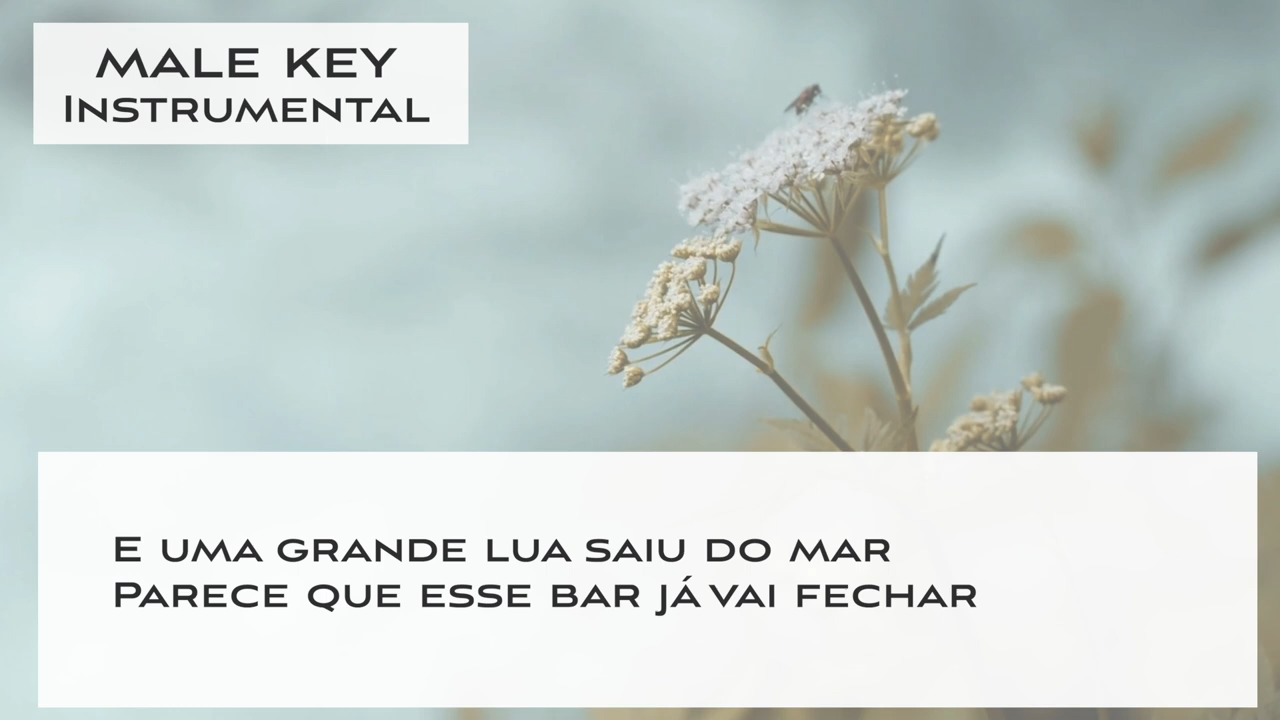 MALE KEY
INSTRUMENTAL
E UMA GRANDE LUA SAIU DO MAR
PARECE QUE ESSE BAR JÁ VAI FECHAR